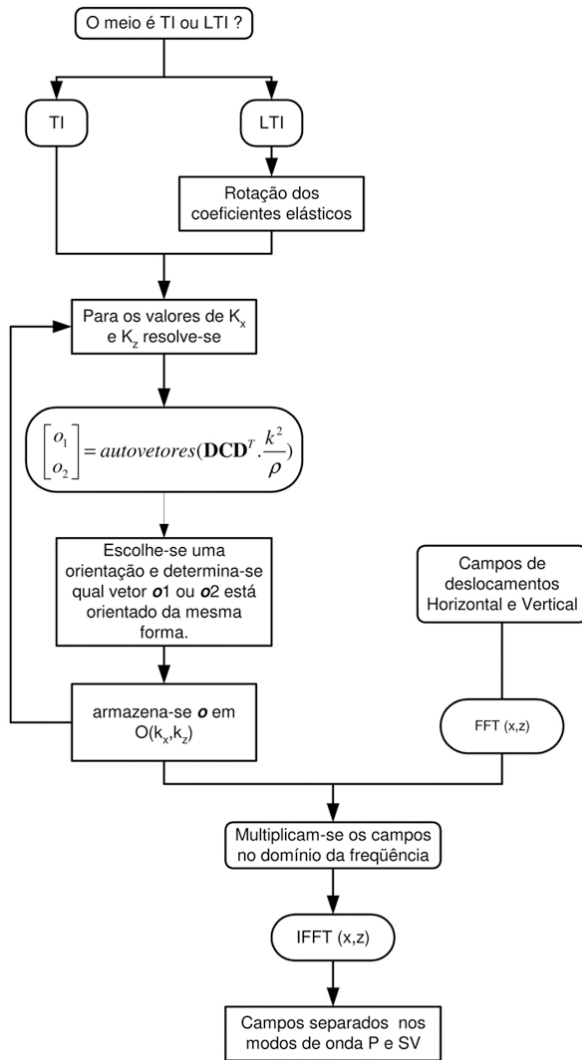 O meio é TI ou LTI ?
TI
LTI
Rotação dos
coeficientes elásticos
Para os valores de Kx
e Kz resolve-se
[o1 o2] = autovetores(DCD^T . k²/ρ)
Escolhe-se uma
orientação e determina-se
qual vetor o1 ou o2 está
orientado da mesma
forma.
armazena-se o em
O(kx,kz)
Campos de
deslocamentos
Horizontal e Vertical
FFT (x,z)
Multiplicam-se os campos
no domínio da freqüência
IFFT (x,z)
Campos separados nos
modos de onda P e SV